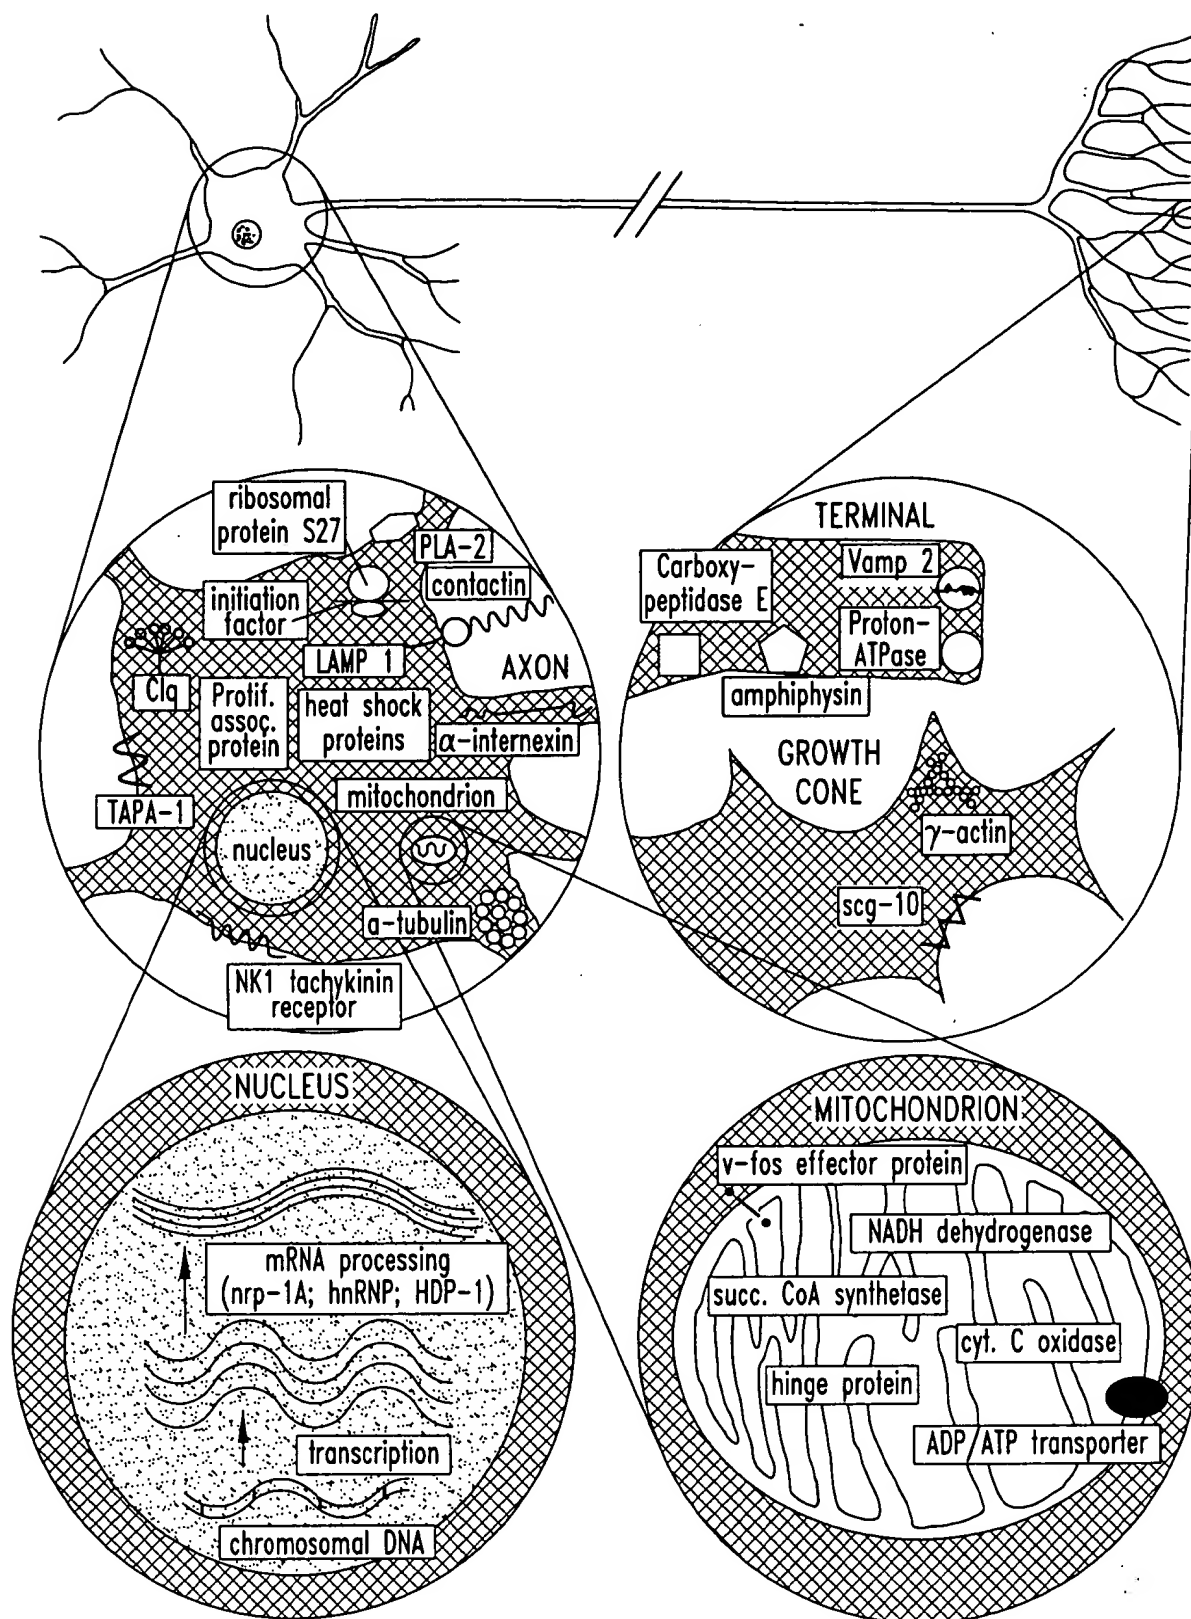 ribosomal
protein S27
PLA-2
contactin
initiation
factor
LAMP 1
AXON
Clq
Prolif.
assoc.
protein
heat shock
proteins
α-internexin
TAPA-1
mitochondrion
nucleus
a-tubulin
NK1 tachykinin
receptor
TERMINAL
Carboxy-
peptidase E
Vamp 2
Proton-
ATPase
amphiphysin
GROWTH
CONE
γ-actin
scg-10
NUCLEUS
mRNA processing
(nrp-1A; hnRNP; HDP-1)
transcription
chromosomal DNA
MITOCHONDRION
v-fos effector protein
NADH dehydrogenase
succ. CoA synthetase
cyt. C oxidase
hinge protein
ADP/ATP transporter